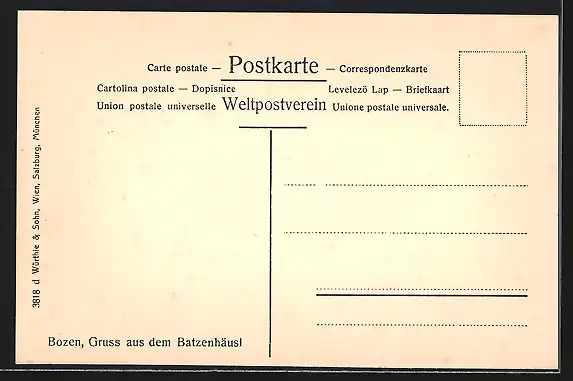 Carte postale — Postkarte — Correspondenzkarte
Cartolina postale — Dopisnice Levelezö Lap — Briefkaart
Union postale universelle Weltpostverein Unione postale universale.
3818 d Würthle & Sohn, Wien, Salzburg, München
Bozen, Gruss aus dem Batzenhäusl